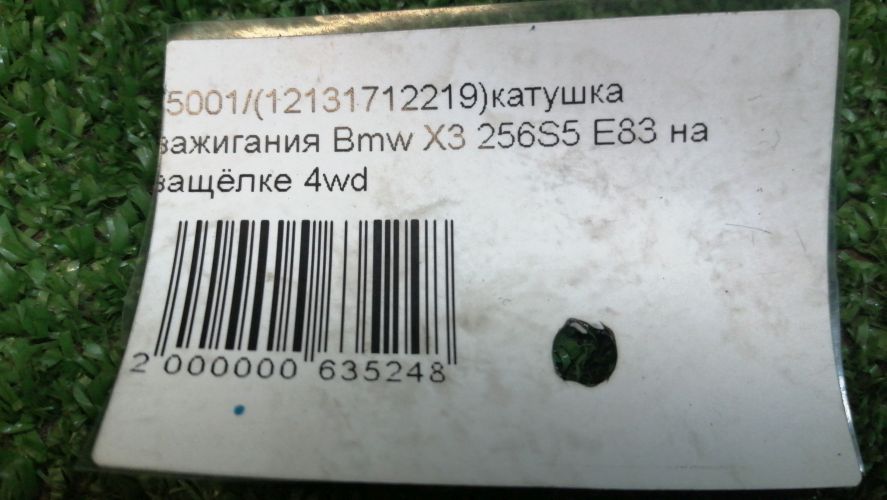 5001/(12131712219)катушка
зажигания Bmw X3 256S5 E83 на
защёлке 4wd
2 000000 635248